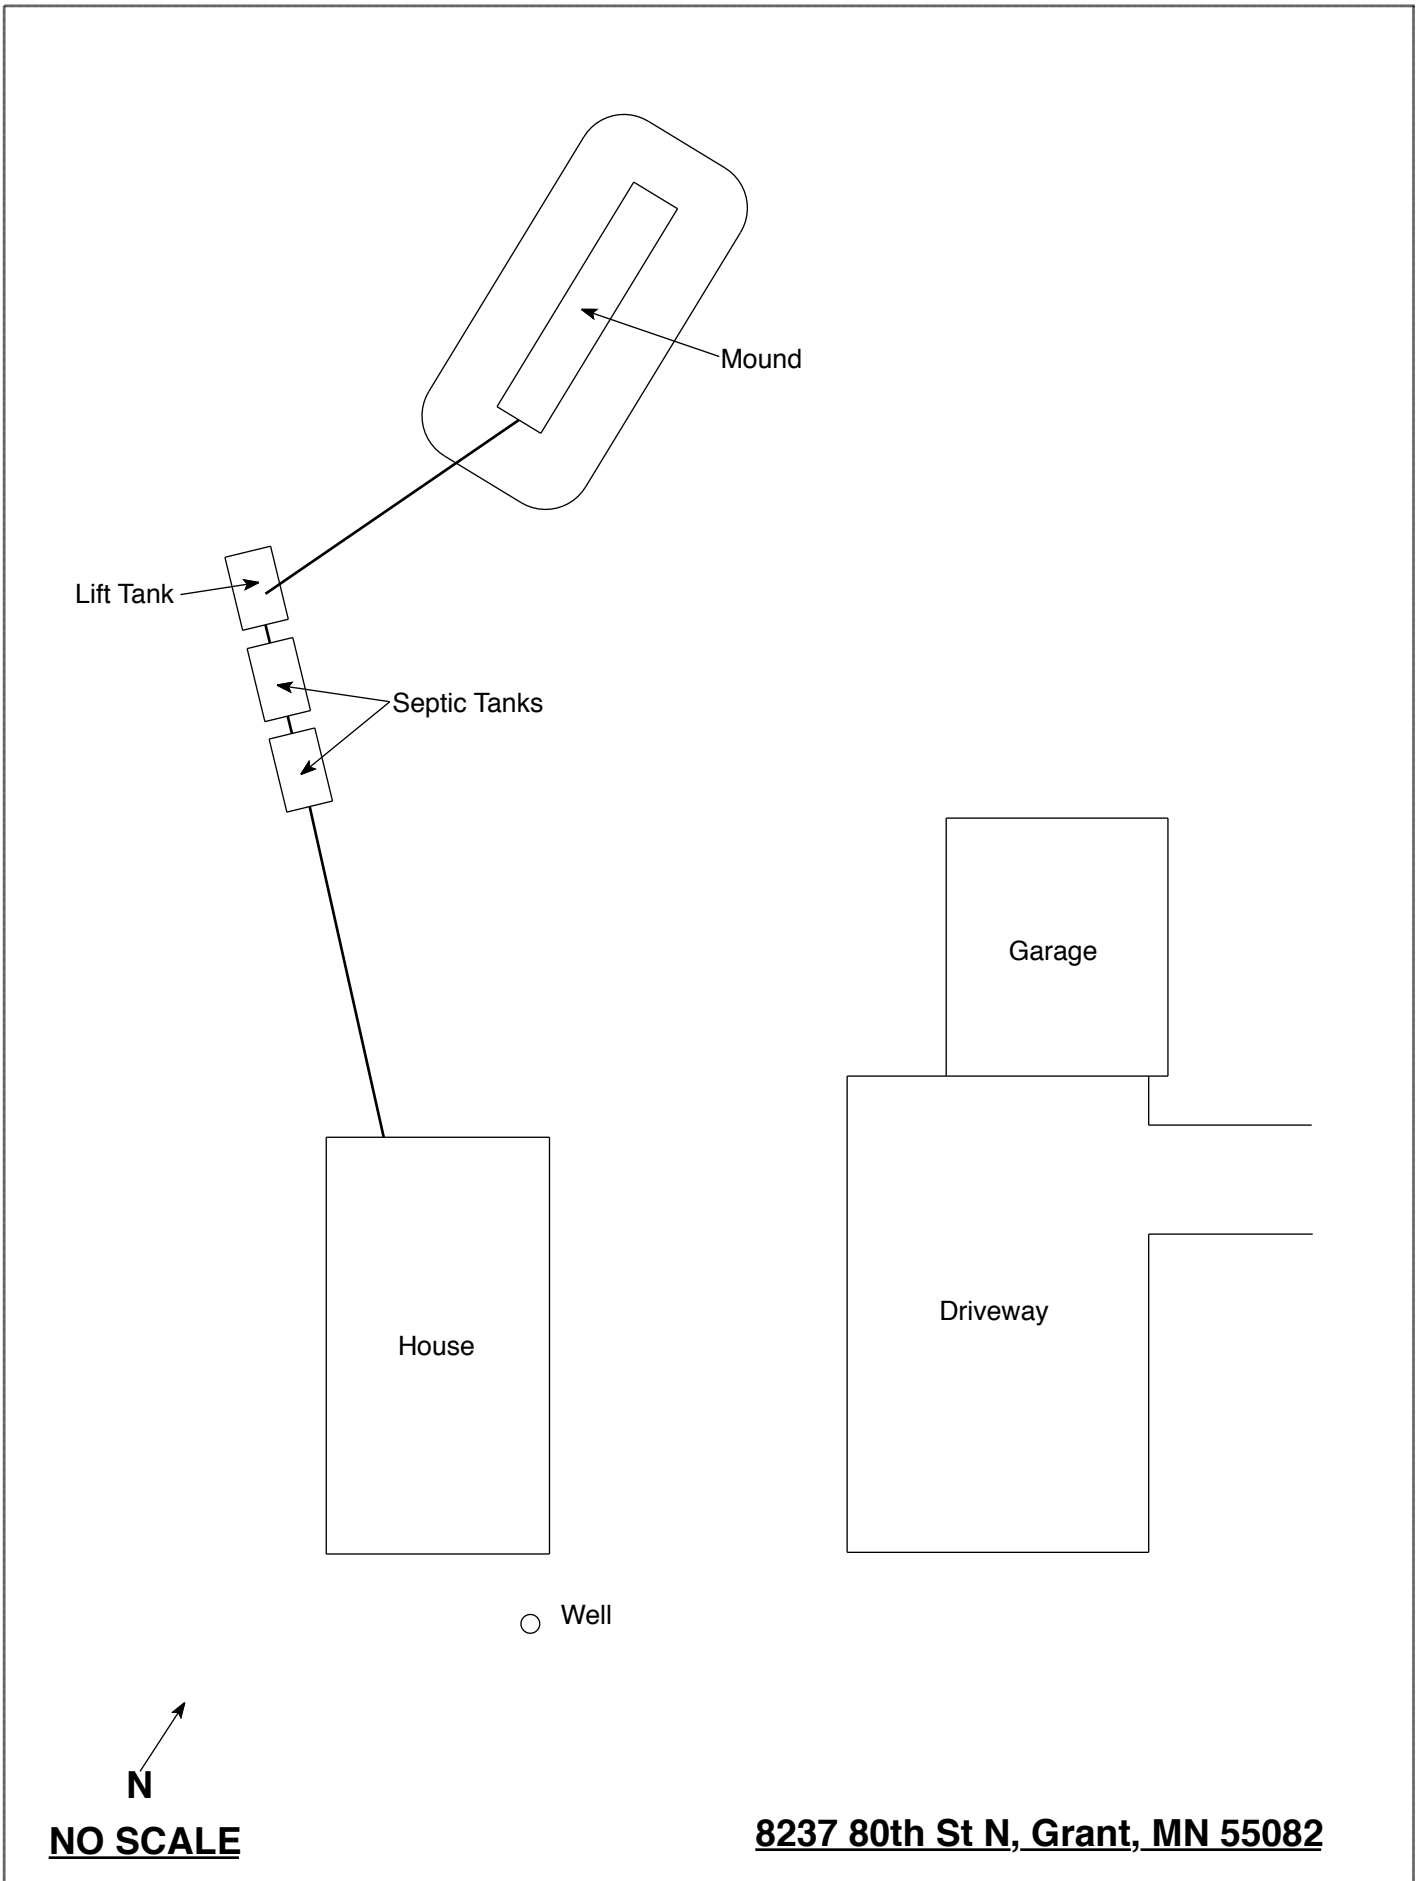 Mound
Lift Tank
Septic Tanks
Garage
Driveway
House
Well
N
NO SCALE
8237 80th St N, Grant, MN 55082